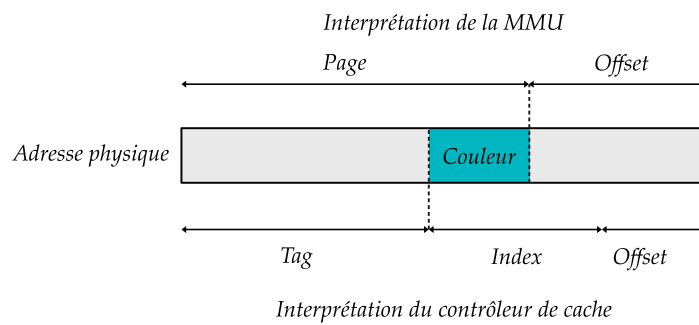 Interprétation de la MMU
Page Offset
Adresse physique Couleur
Tag Index Offset
Interprétation du contrôleur de cache